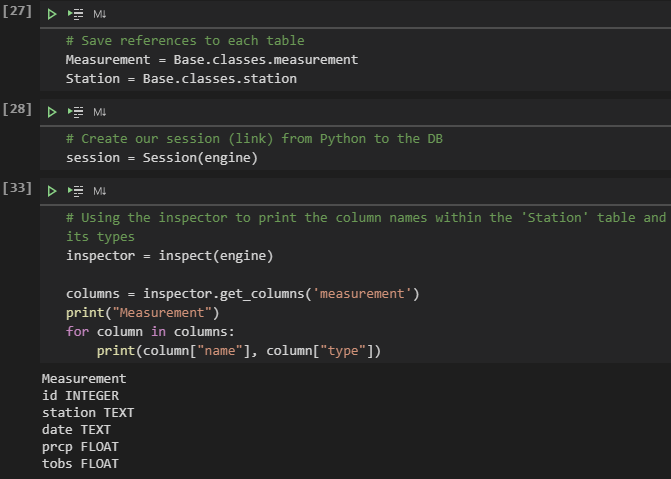 [27] M↓
# Save references to each table
Measurement = Base.classes.measurement
Station = Base.classes.station
[28] M↓
# Create our session (link) from Python to the DB
session = Session(engine)
[33] M↓
# Using the inspector to print the column names within the 'Station' table and
its types
inspector = inspect(engine)
columns = inspector.get_columns('measurement')
print("Measurement")
for column in columns:
    print(column["name"], column["type"])
Measurement
id INTEGER
station TEXT
date TEXT
prcp FLOAT
tobs FLOAT